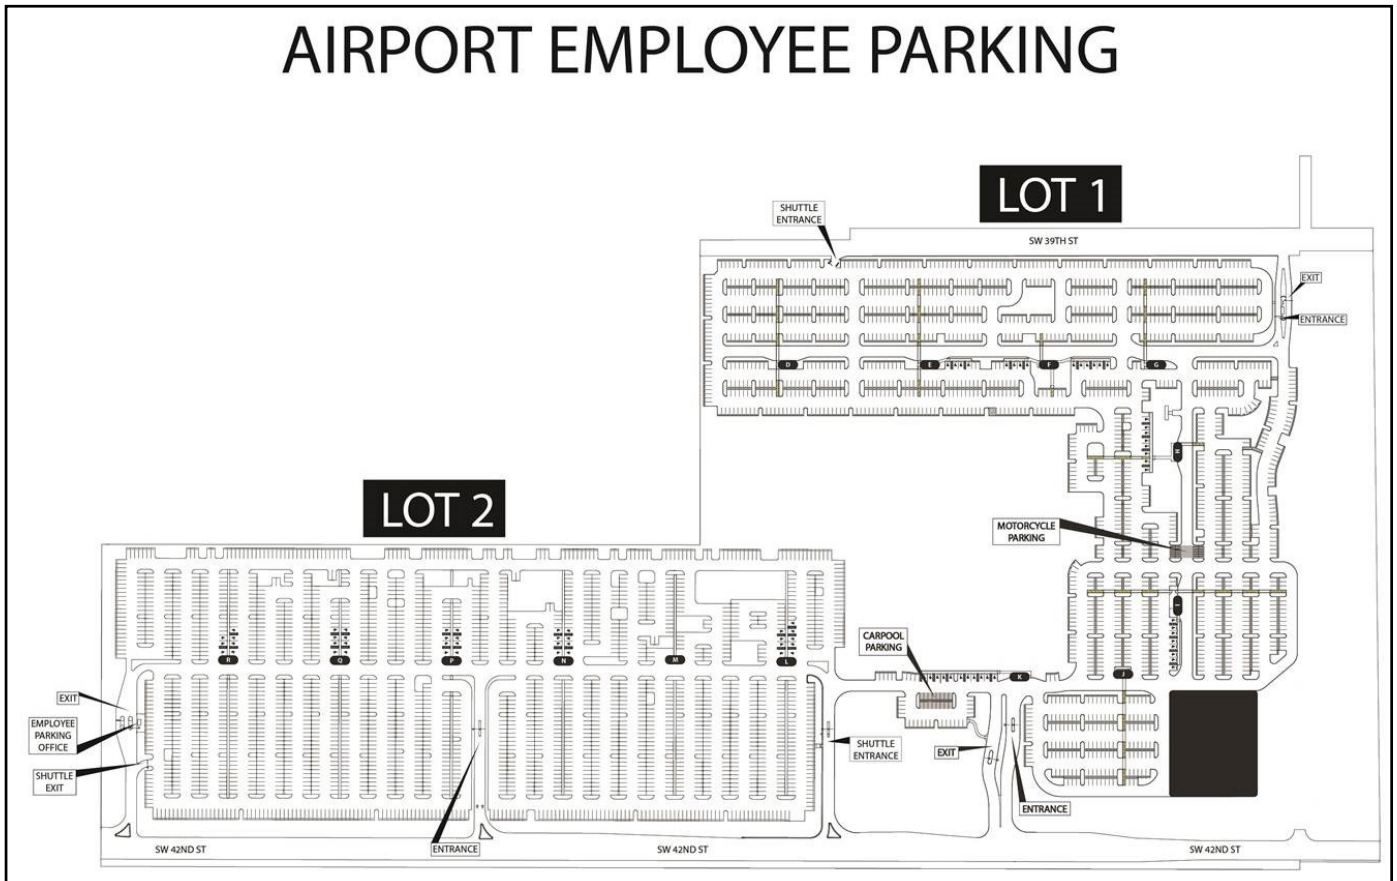 AIRPORT EMPLOYEE PARKING
LOT 1
SHUTTLE
ENTRANCE
SW 39TH ST
EXIT
ENTRANCE
D
E
F
G
H
LOT 2
MOTORCYCLE
PARKING
I
CARPOOL
PARKING
R
Q
P
N
M
L
K
J
EXIT
EMPLOYEE
PARKING
OFFICE
SHUTTLE
EXIT
SHUTTLE
ENTRANCE
EXIT
ENTRANCE
ENTRANCE
SW 42ND ST
SW 42ND ST
SW 42ND ST